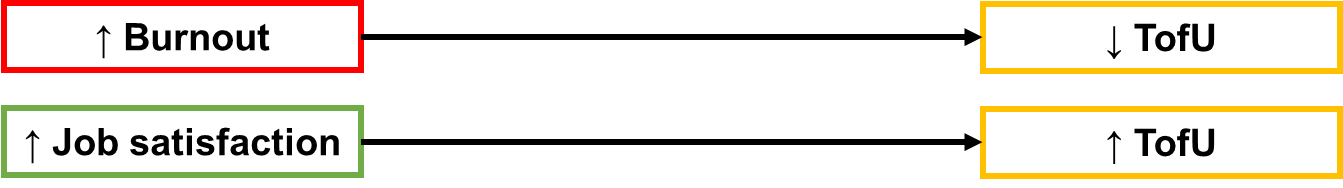 ↑ Burnout
↓ TofU
↑ Job satisfaction
↑ TofU